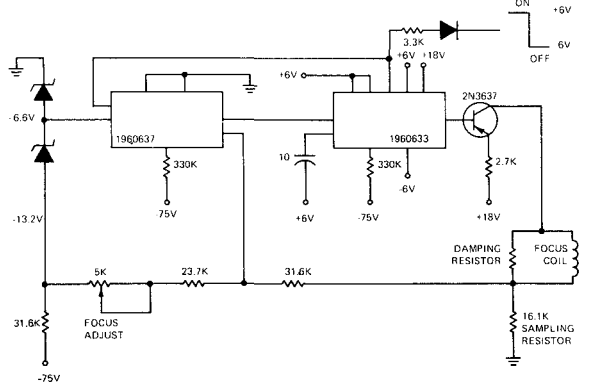 ON
+6V
6V
OFF
3.3K
+6V
+18V
+6V
2N3637
-6.6V
1960637
1960633
330K
10
330K
2.7K
-6V
-75V
+6V
-75V
+18V
-13.2V
DAMPING
RESISTOR
FOCUS
COIL
5K
23.7K
31.6K
31.6K
FOCUS
ADJUST
16.1K
SAMPLING
RESISTOR
-75V